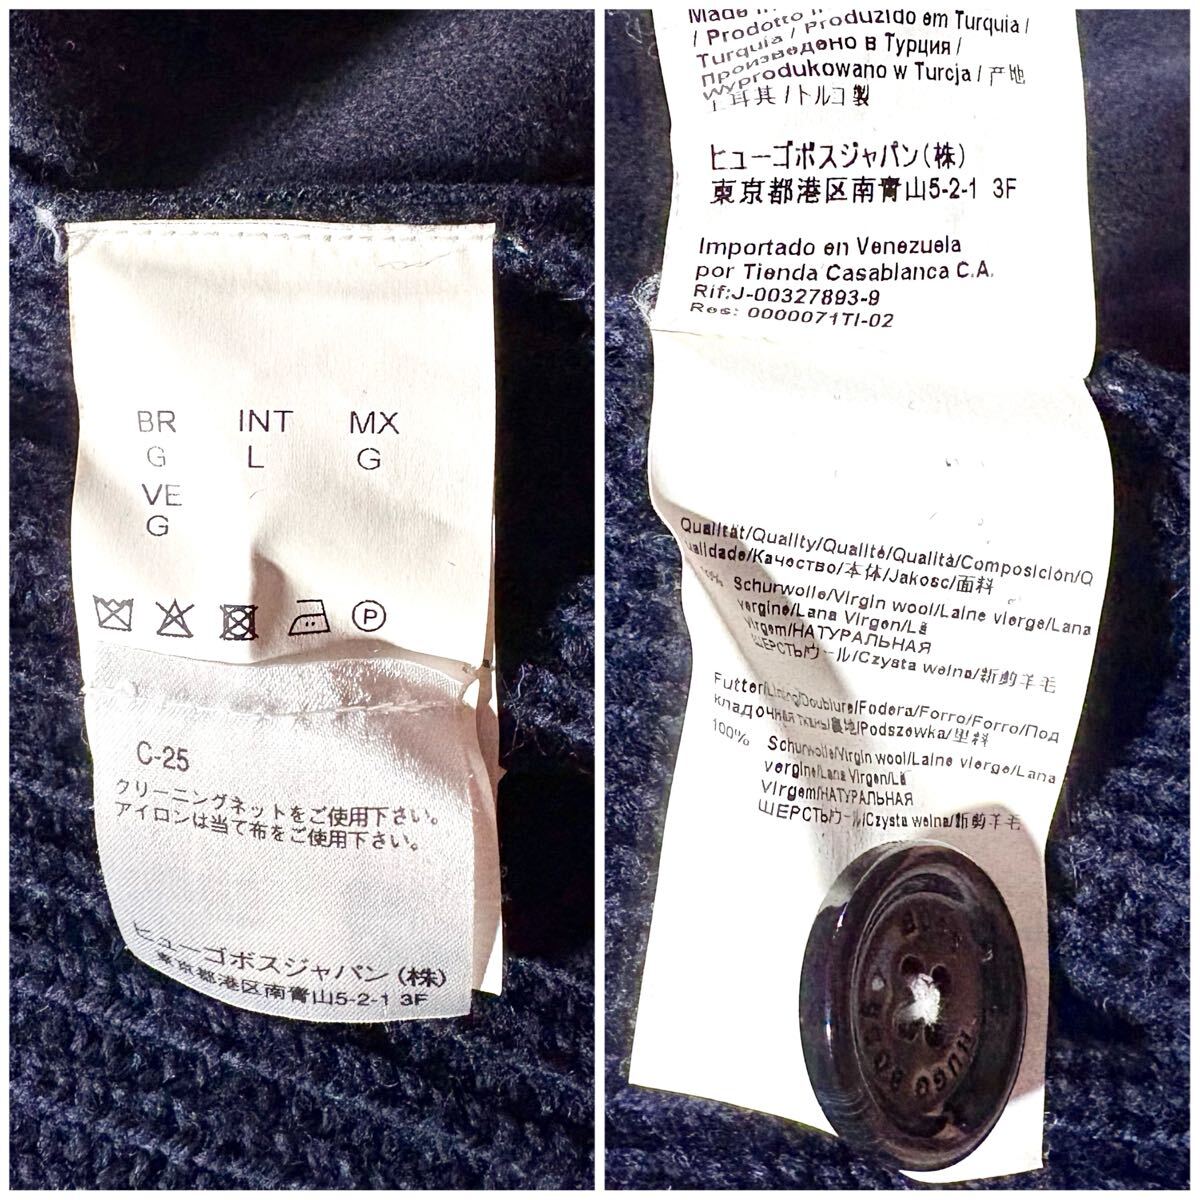 BR INT MX
G L G
VE
G
P
C-25
クリーニングネットをご使用下さい。
アイロンは当て布をご使用下さい。
ヒューゴボスジャパン(株)
東京都港区南青山5-2-1 3F
Made in
/ Prodotto
Turquia / Produzido em Turquia /
Произведено в Турция /
Wyprodukowano w Turcja / 产地
土耳其 / トルコ製
ヒューゴボスジャパン(株)
東京都港区南青山5-2-1 3F
Importado en Venezuela
por Tienda Casablanca C.A.
Rif:J-00327893-9
Res: 0000071TI-02
Qualität/Quality/Qualité/Qualità/Composición/Q
ualidade/Качество/本体/Jakosc/面料
100% Schurwolle/Virgin wool/Laine vierge/Lana
vergine/Lana Virgen/Lã
Virgem/НАТУРАЛЬНАЯ
ШЕРСТЬ/ウール/Czysta welna/新剪羊毛
Futter/Lining/Doublure/Fodera/Forro/Forro/Под
кладочная ткань/裏地/Podszewka/里料
100% Schurwolle/Virgin wool/Laine vierge/Lana
vergine/Lana Virgen/Lã
Virgem/НАТУРАЛЬНАЯ
ШЕРСТЬ/ウール/Czysta welna/新剪羊毛
HUGO BOSS